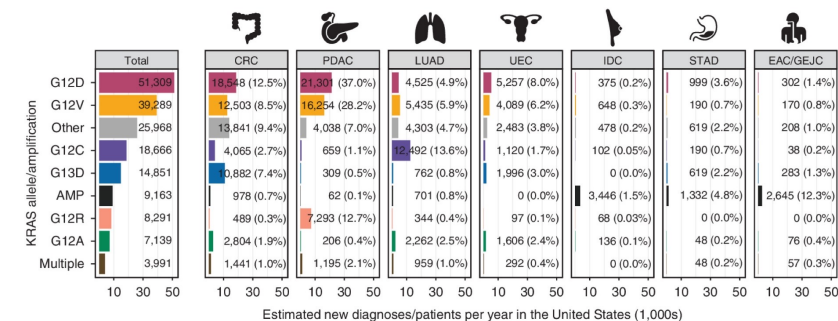 Total CRC PDAC LUAD UEC IDC STAD EAC/GEJC
KRAS allele/amplification
G12D 51,309 18,548 (12.5%) 21,301 (37.0%) 4,525 (4.9%) 5,257 (8.0%) 375 (0.2%) 999 (3.6%) 302 (1.4%)
G12V 39,289 12,503 (8.5%) 16,254 (28.2%) 5,435 (5.9%) 4,089 (6.2%) 648 (0.3%) 190 (0.7%) 170 (0.8%)
Other 25,968 13,841 (9.4%) 4,038 (7.0%) 4,303 (4.7%) 2,483 (3.8%) 478 (0.2%) 619 (2.2%) 208 (1.0%)
G12C 18,666 4,065 (2.7%) 659 (1.1%) 12,492 (13.6%) 1,120 (1.7%) 102 (0.05%) 190 (0.7%) 38 (0.2%)
G13D 14,851 10,882 (7.4%) 309 (0.5%) 762 (0.8%) 1,996 (3.0%) 0 (0.0%) 619 (2.2%) 283 (1.3%)
AMP 9,163 978 (0.7%) 62 (0.1%) 701 (0.8%) 0 (0.0%) 3,446 (1.5%) 1,332 (4.8%) 2,645 (12.3%)
G12R 8,291 489 (0.3%) 7,293 (12.7%) 344 (0.4%) 97 (0.1%) 68 (0.03%) 0 (0.0%) 0 (0.0%)
G12A 7,139 2,804 (1.9%) 206 (0.4%) 2,262 (2.5%) 1,606 (2.4%) 136 (0.1%) 48 (0.2%) 76 (0.4%)
Multiple 3,991 1,441 (1.0%) 1,195 (2.1%) 959 (1.0%) 292 (0.4%) 0 (0.0%) 48 (0.2%) 57 (0.3%)
10 30 50 10 30 50 10 30 50 10 30 50 10 30 50 10 30 50 10 30 50 10 30 50
Estimated new diagnoses/patients per year in the United States (1,000s)